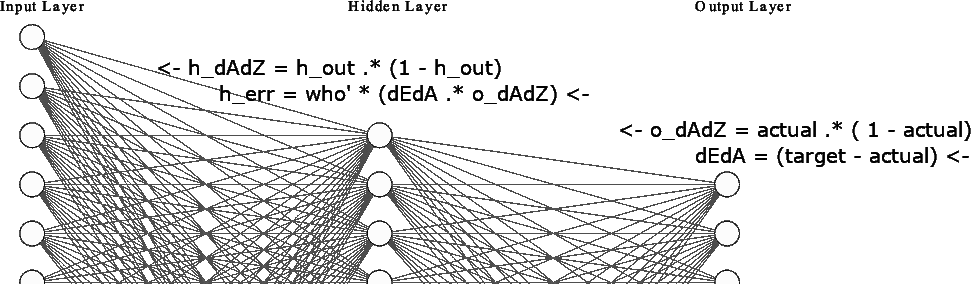 Input Layer
Hidden Layer
Output Layer
<- h_dAdZ = h_out .* (1 - h_out)
h_err = who' * (dEdA .* o_dAdZ) <-
<- o_dAdZ = actual .* ( 1 - actual)
dEdA = (target - actual) <-